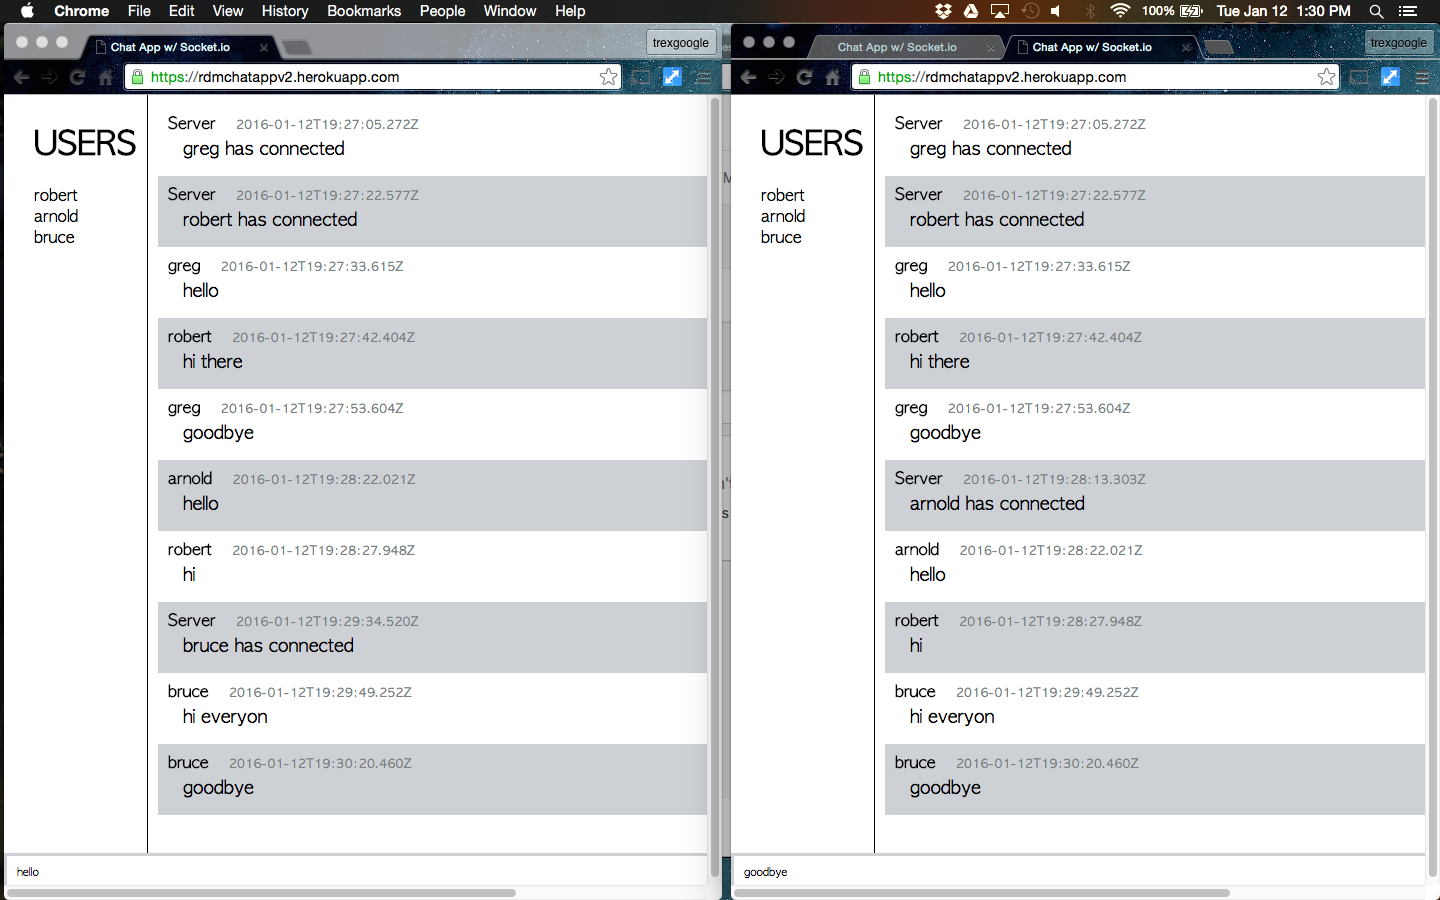 Chrome File Edit View History Bookmarks People Window Help 100% Tue Jan 12 1:30 PM
Chat App w/ Socket.io
trexgoogle
https://rdmchatappv2.herokuapp.com
USERS
robert
arnold
bruce
Server 2016-01-12T19:27:05.272Z
greg has connected
Server 2016-01-12T19:27:22.577Z
robert has connected
greg 2016-01-12T19:27:33.615Z
hello
robert 2016-01-12T19:27:42.404Z
hi there
greg 2016-01-12T19:27:53.604Z
goodbye
arnold 2016-01-12T19:28:22.021Z
hello
robert 2016-01-12T19:28:27.948Z
hi
Server 2016-01-12T19:29:34.520Z
bruce has connected
bruce 2016-01-12T19:29:49.252Z
hi everyon
bruce 2016-01-12T19:30:20.460Z
goodbye
hello
Chat App w/ Socket.io Chat App w/ Socket.io
trexgoogle
https://rdmchatappv2.herokuapp.com
USERS
robert
arnold
bruce
Server 2016-01-12T19:27:05.272Z
greg has connected
Server 2016-01-12T19:27:22.577Z
robert has connected
greg 2016-01-12T19:27:33.615Z
hello
robert 2016-01-12T19:27:42.404Z
hi there
greg 2016-01-12T19:27:53.604Z
goodbye
Server 2016-01-12T19:28:13.303Z
arnold has connected
arnold 2016-01-12T19:28:22.021Z
hello
robert 2016-01-12T19:28:27.948Z
hi
bruce 2016-01-12T19:29:49.252Z
hi everyon
bruce 2016-01-12T19:30:20.460Z
goodbye
goodbye